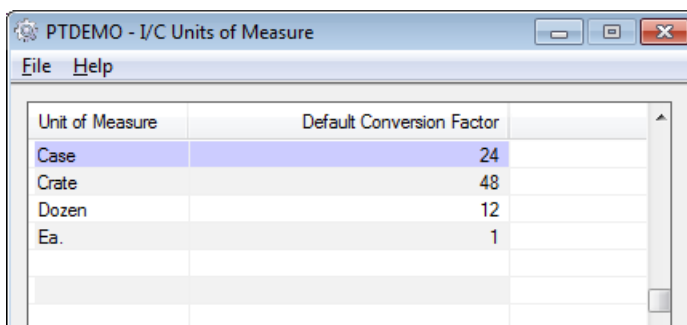 PTDEMO - I/C Units of Measure
File Help
Unit of Measure Default Conversion Factor
Case 24
Crate 48
Dozen 12
Ea. 1